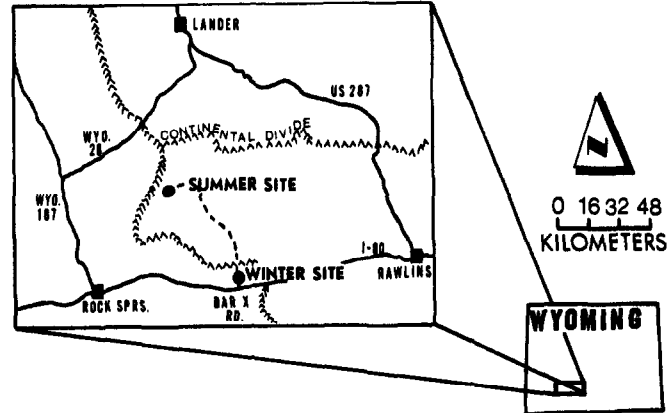 LANDER
US 287
CONTINENTAL DIVIDE
WYO.
28
SUMMER SITE
WYO.
187
I-80
WINTER SITE
RAWLINS
ROCK SPRS.
BAR X
RD.
N
0 16 32 48
KILOMETERS
WYOMING